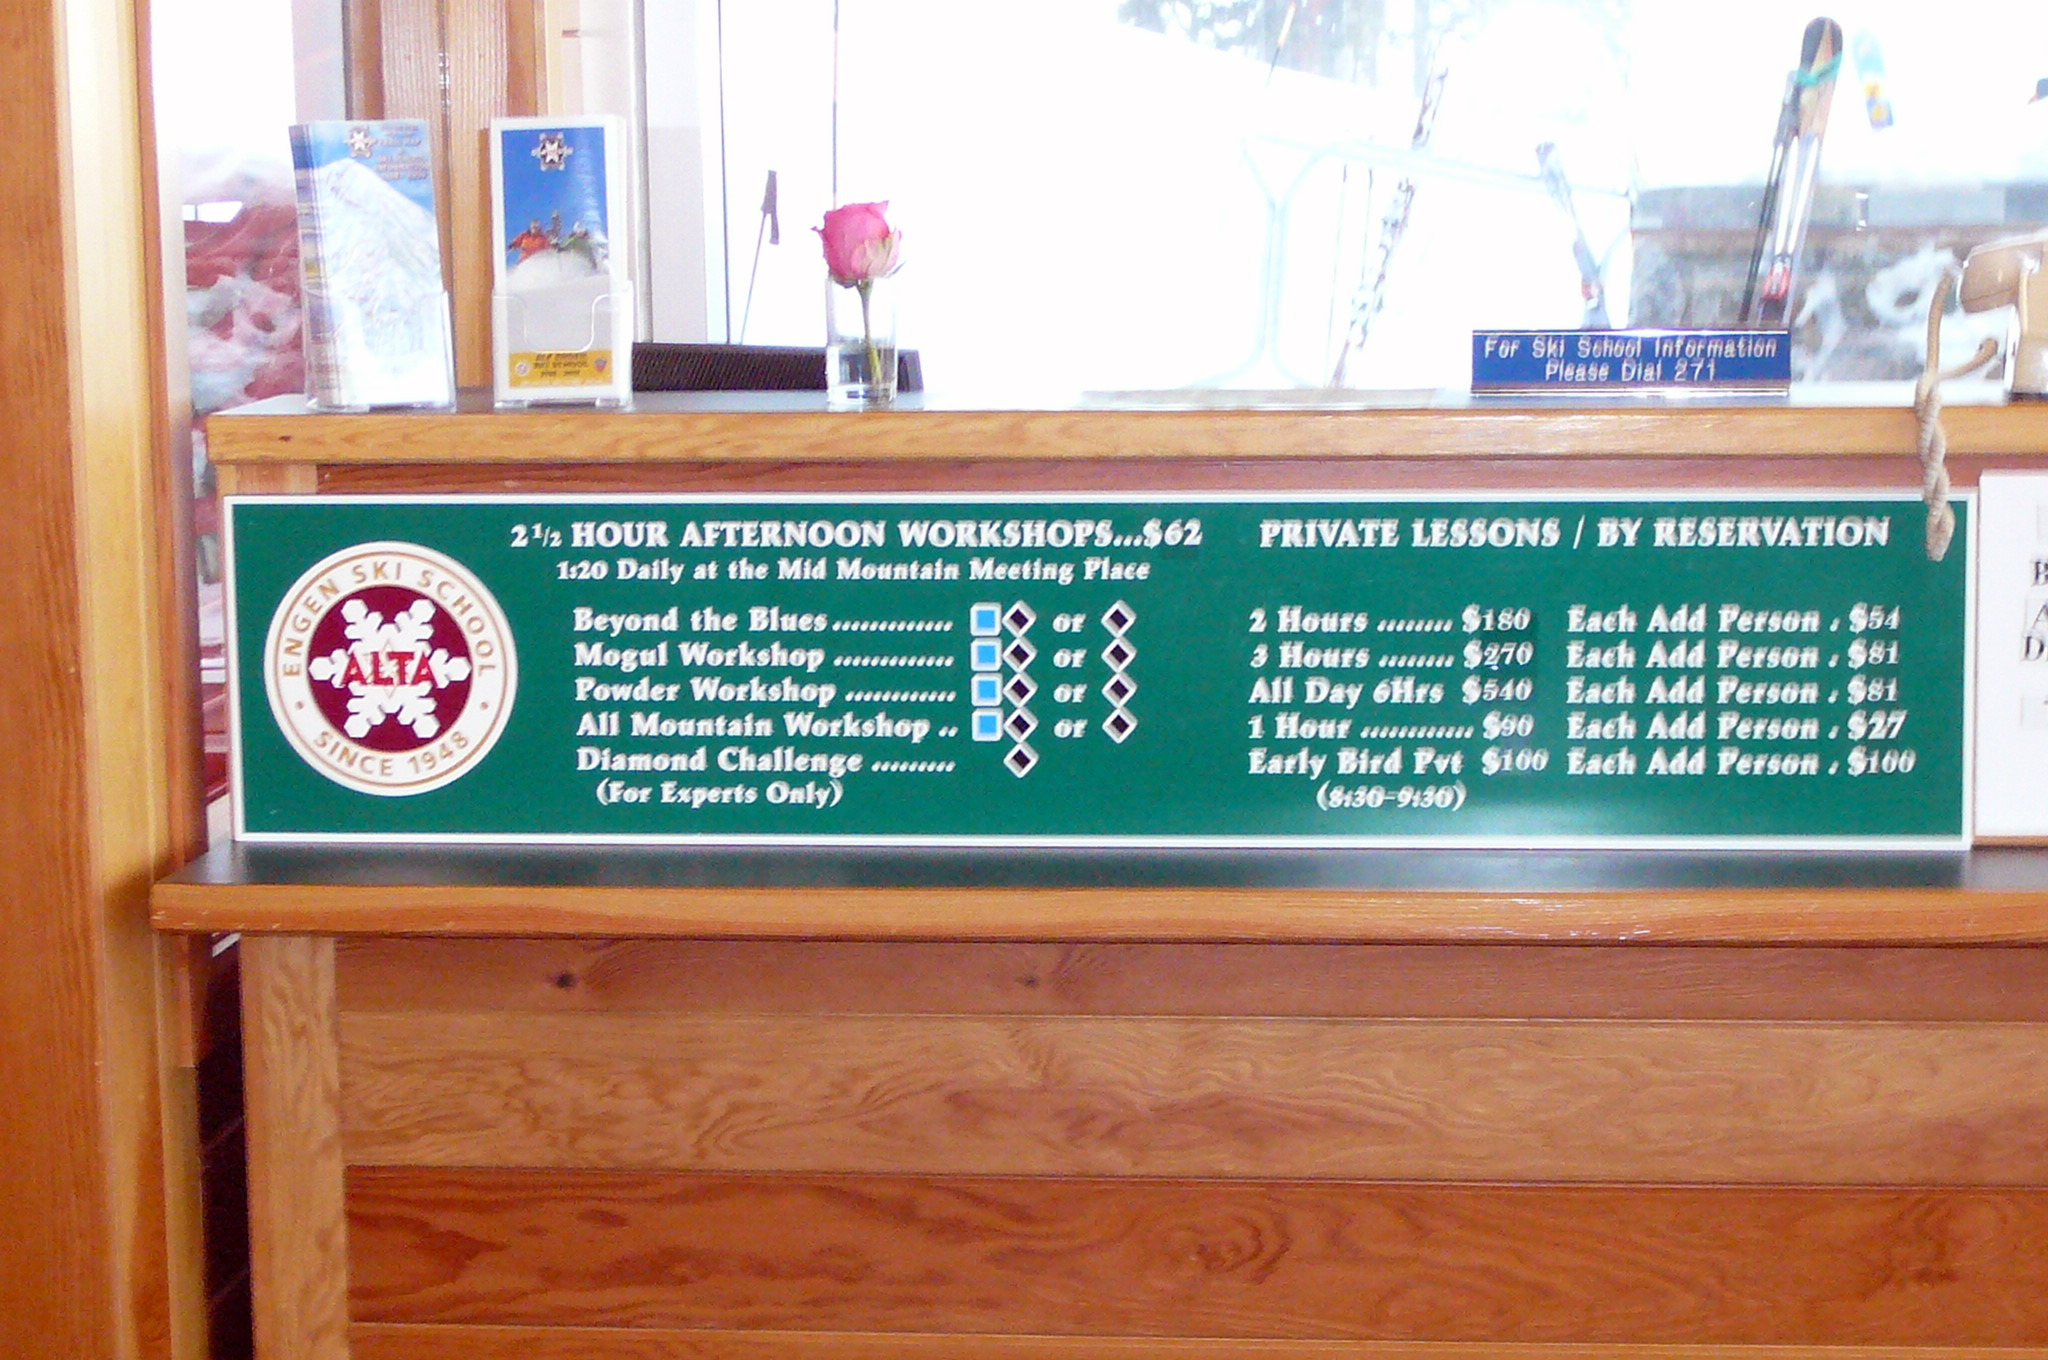 For Ski School Information
Please Dial 271
ENGEN SKI SCHOOL
ALTA
SINCE 1948
2 1/2 HOUR AFTERNOON WORKSHOPS...$62
1:20 Daily at the Mid Mountain Meeting Place
Beyond the Blues ............. or
Mogul Workshop ............. or
Powder Workshop ............ or
All Mountain Workshop .. or
Diamond Challenge .........
(For Experts Only)
PRIVATE LESSONS / BY RESERVATION
2 Hours ........ $180 Each Add Person . $54
3 Hours ........ $270 Each Add Person . $81
All Day 6Hrs $540 Each Add Person . $81
1 Hour ............ $90 Each Add Person . $27
Early Bird Pvt $100 Each Add Person . $100
(8:30-9:30)